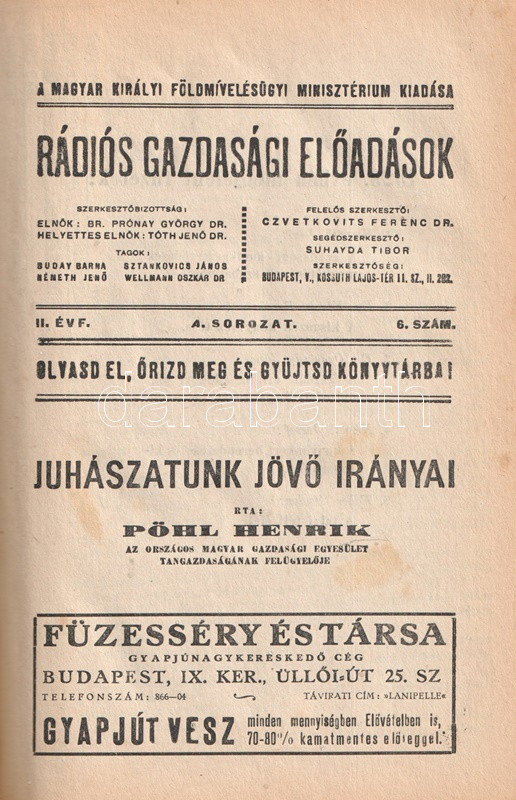 A MAGYAR KIRÁLYI FÖLDMÍVELÉSÜGYI MINISZTÉRIUM KIADÁSA
RÁDIÓS GAZDASÁGI ELŐADÁSOK
SZERKESZTŐBIZOTTSÁG:
ELNÖK: BR. PRÓNAY GYÖRGY DR.
HELYETTES ELNÖK: TÓTH JENŐ DR.
TAGOK:
BUDAY BARNA SZTANKOVICS JÁNOS
NÉMETH JENŐ WELLMANN OSZKÁR DR
FELELŐS SZERKESZTŐ:
CZVETKOVITS FERENC DR.
SEGÉDSZERKESZTŐ:
SUHAYDA TIBOR
SZERKESZTŐSÉG:
BUDAPEST, V., KOSSUTH LAJOS-TÉR 11. SZ., II. 202.
II. ÉVF. A. SOROZAT. 6. SZÁM.
OLVASD EL, ŐRIZD MEG ÉS GYÜJTSD KÖNYVTÁRBA!
darabanth
JUHÁSZATUNK JÖVŐ IRÁNYAI
IRTA:
PÖHL HENRIK
AZ ORSZÁGOS MAGYAR GAZDASÁGI EGYESÜLET
TANGAZDASÁGÁNAK FELÜGYELŐJE
FÜZESSÉRY ÉS TÁRSA
GYAPJÚNAGYKERESKEDŐ CÉG
BUDAPEST, IX. KER., ÜLLŐI-ÚT 25. SZ
TELEFONSZÁM: 866—04 TÁVIRATI CÍM: »LANIPELLE«
GYAPJÚT VESZ minden mennyiségben Elővételben is,
70-80% kamatmentes előleggel.